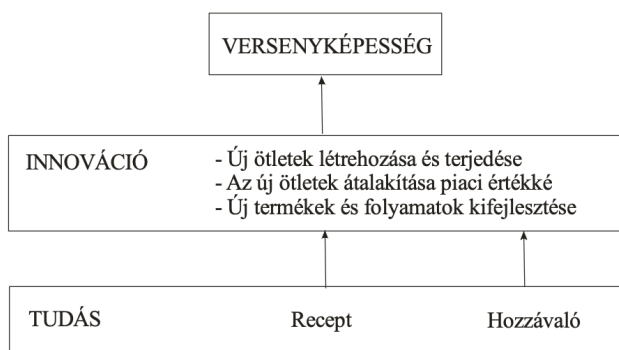 VERSENYKÉPESSÉG
INNOVÁCIÓ
- Új ötletek létrehozása és terjedése
- Az új ötletek átalakítása piaci értékké
- Új termékek és folyamatok kifejlesztése
TUDÁS Recept Hozzávaló